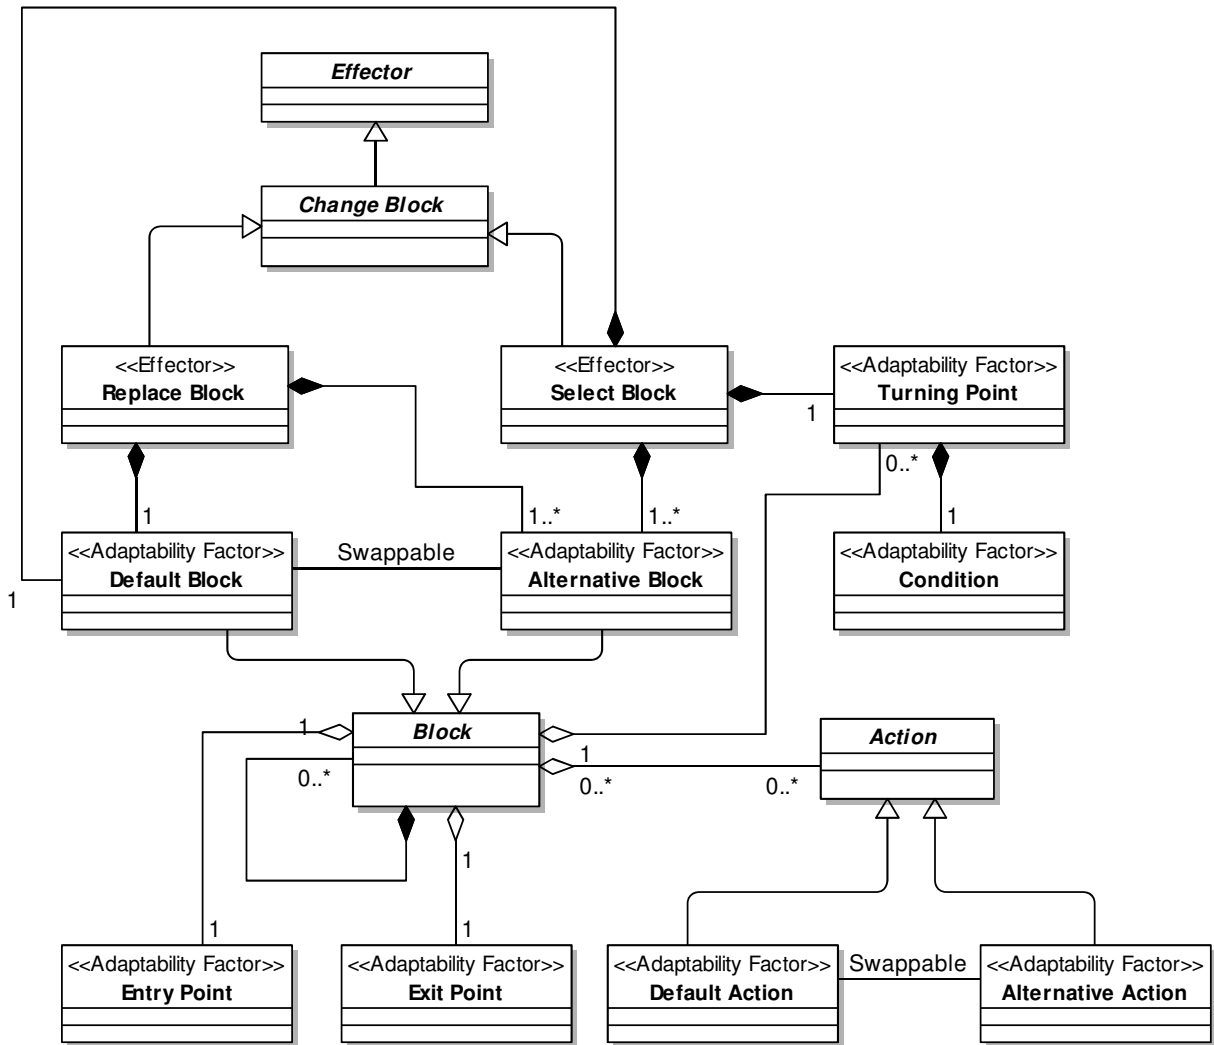 Effector
Change Block
<<Effector>>
Replace Block
<<Effector>>
Select Block
<<Adaptability Factor>>
Turning Point
1
0..*
1
1..*
1..*
1
<<Adaptability Factor>>
Default Block
Swappable
<<Adaptability Factor>>
Alternative Block
<<Adaptability Factor>>
Condition
1
1
Block
1
Action
0..*
0..*
0..*
1
1
1
<<Adaptability Factor>>
Entry Point
<<Adaptability Factor>>
Exit Point
<<Adaptability Factor>>
Default Action
Swappable
<<Adaptability Factor>>
Alternative Action